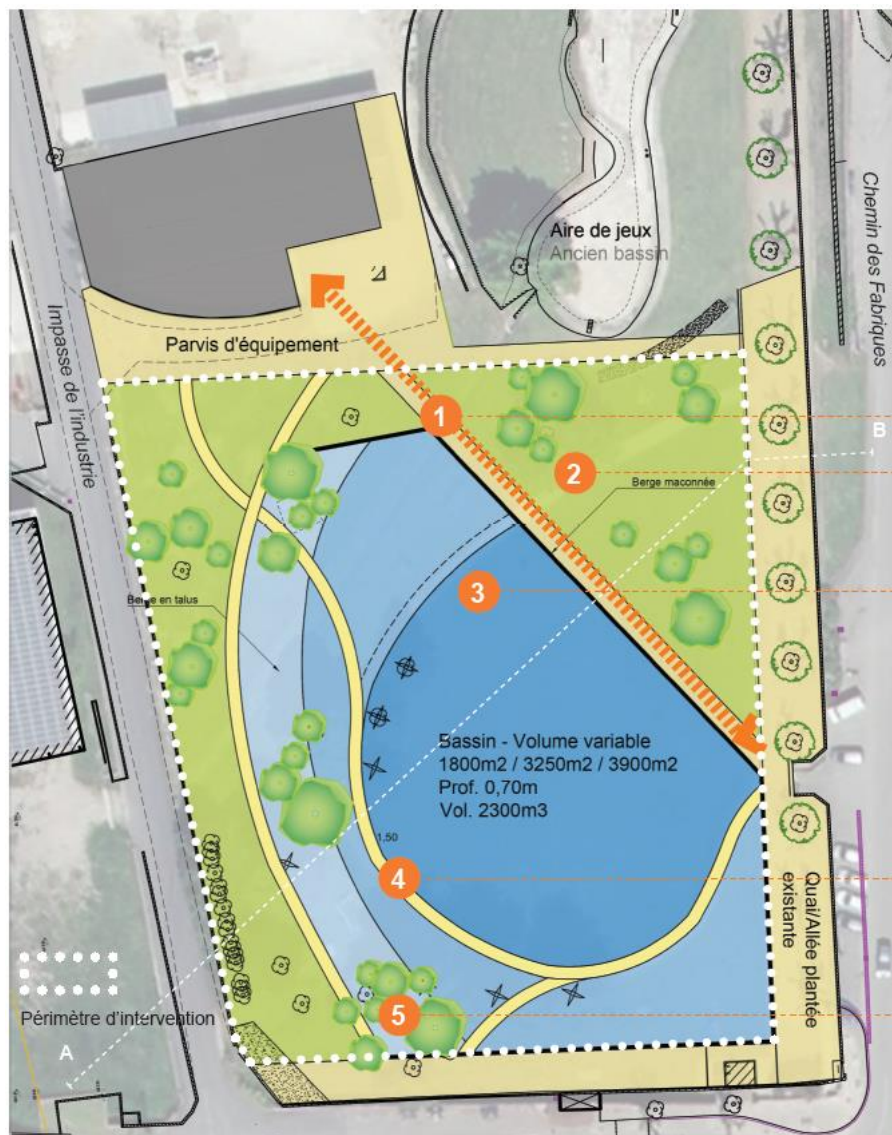 Aire de jeux
Ancien bassin
Chemin des Fabriques
Impasse de l'industrie
Parvis d'équipement
1
B
2
Berge maconnée
3
Berge en talus
Bassin - Volume variable
1800m2 / 3250m2 / 3900m2
Prof. 0,70m
Vol. 2300m3
1,50
4
Quai/Allée plantée
existante
5
Périmètre d'intervention
A